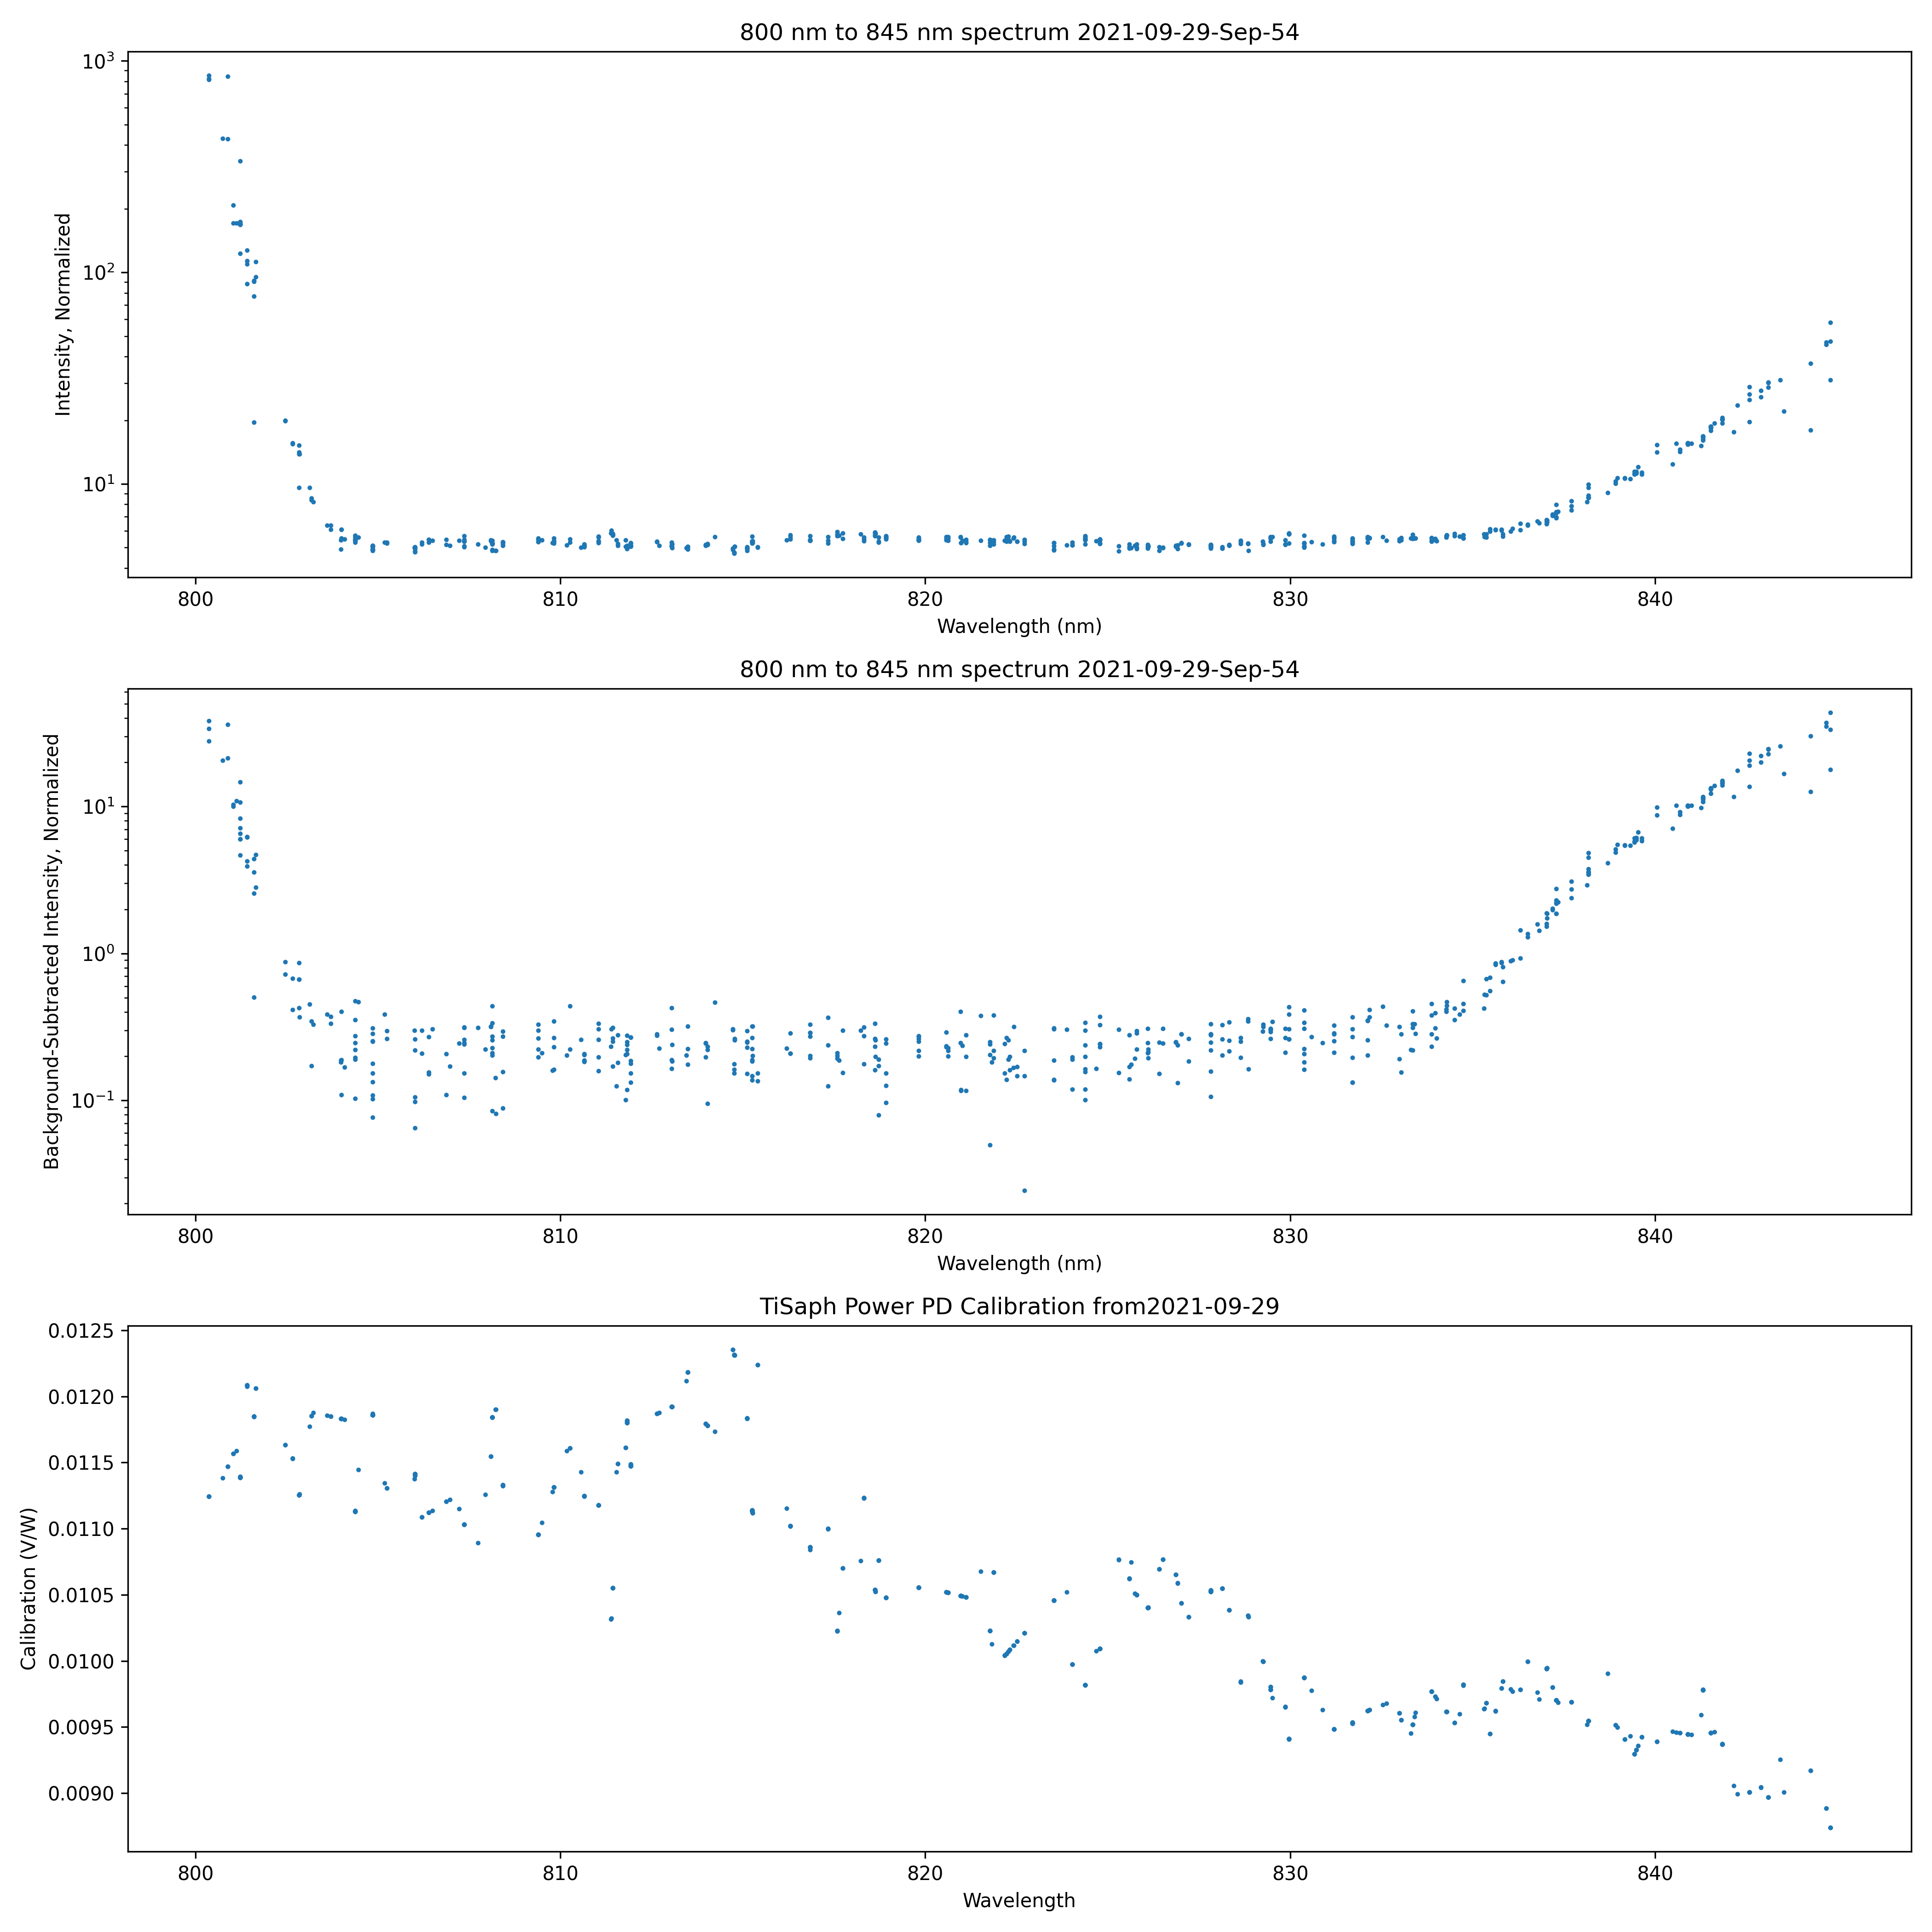 800 nm to 845 nm spectrum 2021-09-29-Sep-54
Intensity, Normalized
10³
10²
10¹
800 810 820 830 840
Wavelength (nm)
800 nm to 845 nm spectrum 2021-09-29-Sep-54
Background-Subtracted Intensity, Normalized
10¹
10⁰
10⁻¹
800 810 820 830 840
Wavelength (nm)
TiSaph Power PD Calibration from2021-09-29
Calibration (V/W)
0.0125
0.0120
0.0115
0.0110
0.0105
0.0100
0.0095
0.0090
800 810 820 830 840
Wavelength